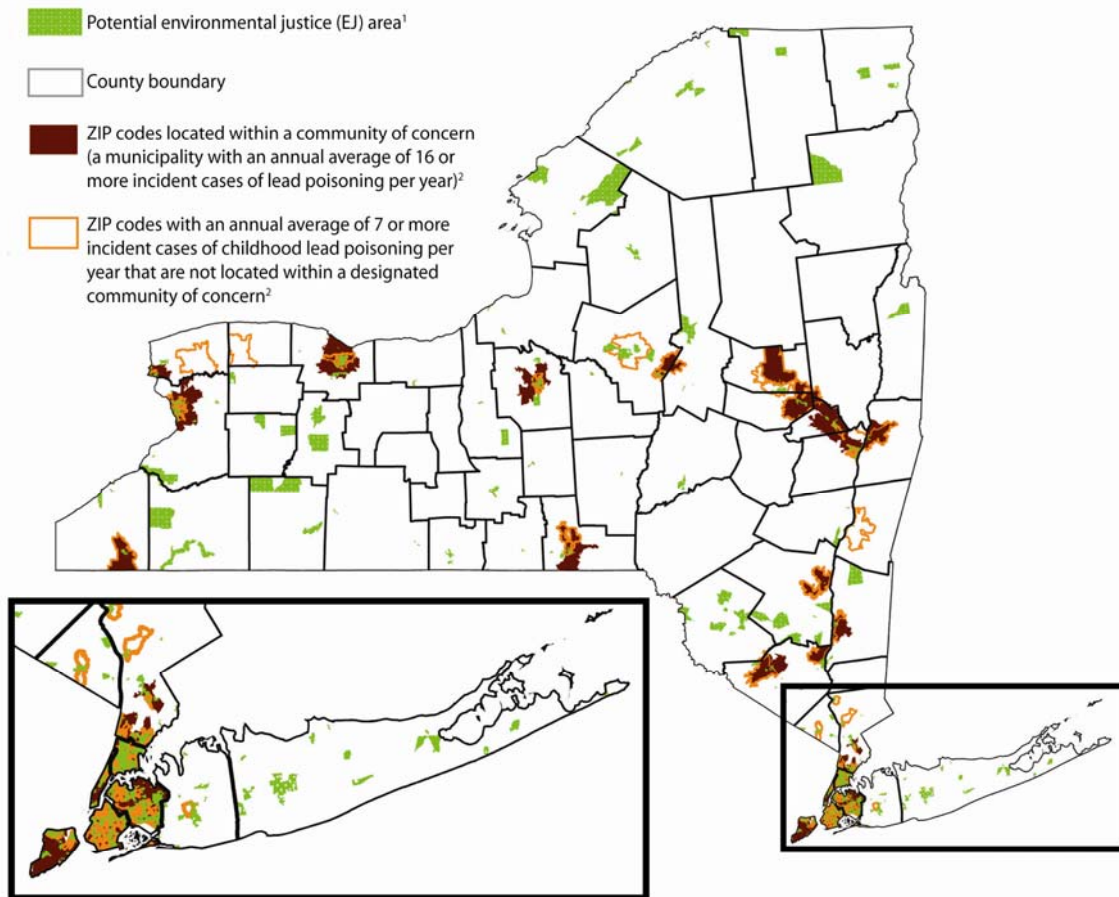 Potential environmental justice (EJ) area¹
County boundary
ZIP codes located within a community of concern
(a municipality with an annual average of 16 or
more incident cases of lead poisoning per year)²
ZIP codes with an annual average of 7 or more
incident cases of childhood lead poisoning per
year that are not located within a designated
community of concern²